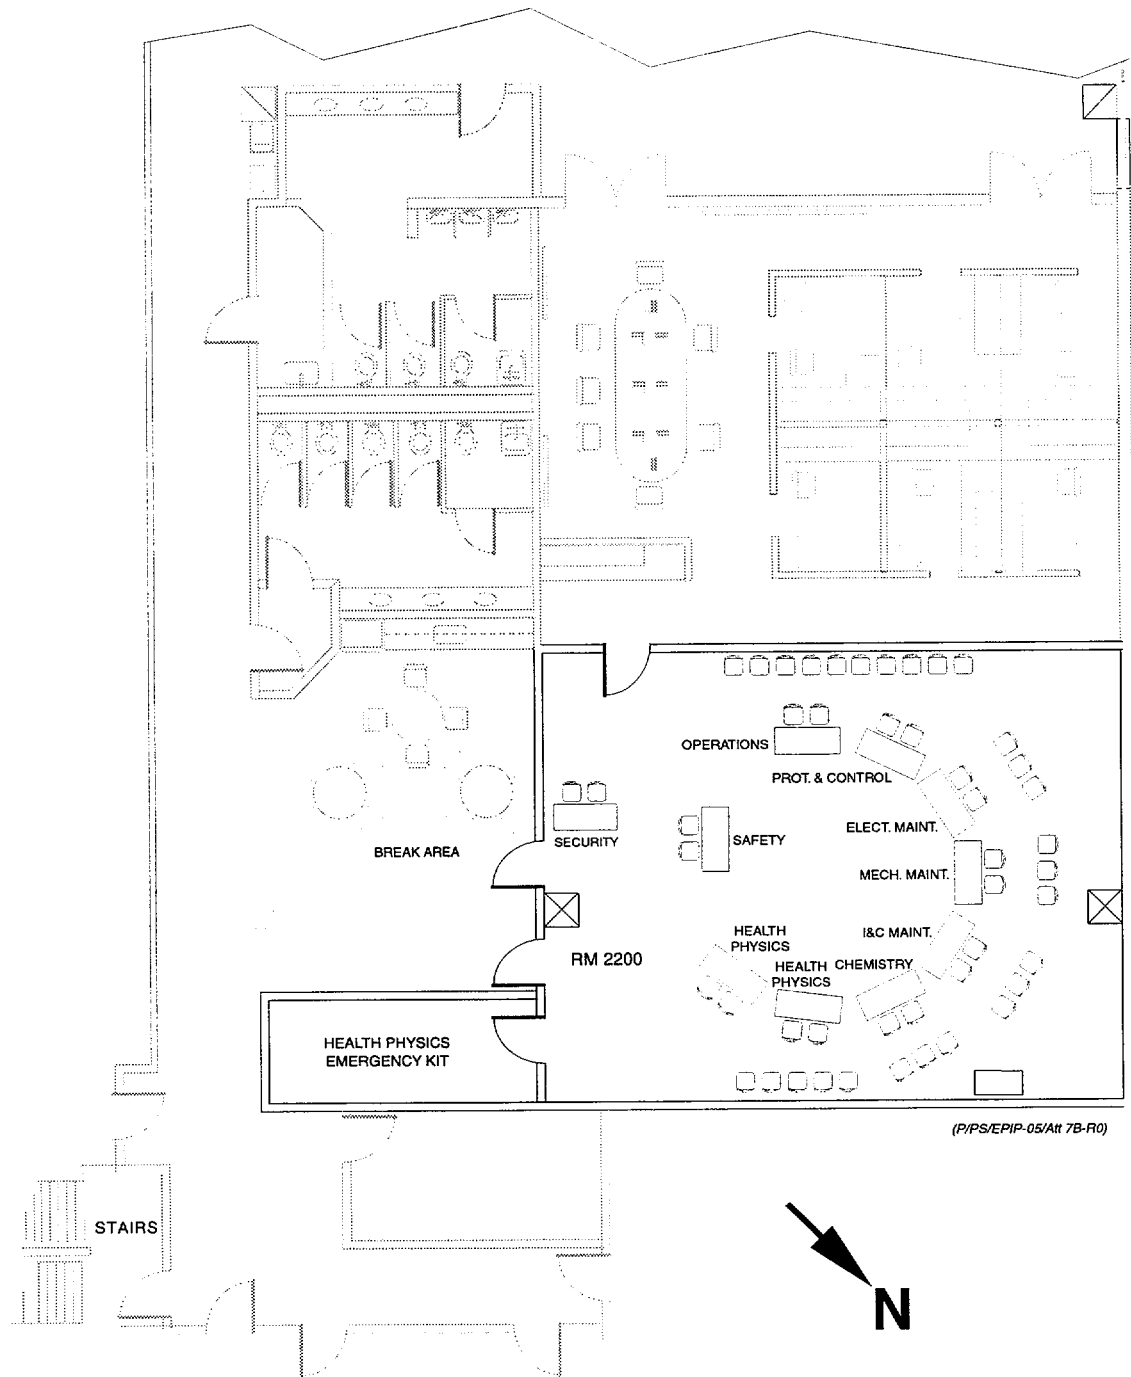 OPERATIONS
PROT. & CONTROL
ELECT. MAINT.
SECURITY
SAFETY
BREAK AREA
MECH. MAINT.
HEALTH
PHYSICS
I&C MAINT.
RM 2200
HEALTH
PHYSICS
CHEMISTRY
HEALTH PHYSICS
EMERGENCY KIT
(P/PS/EPIP-05/Att 7B-R0)
STAIRS
N